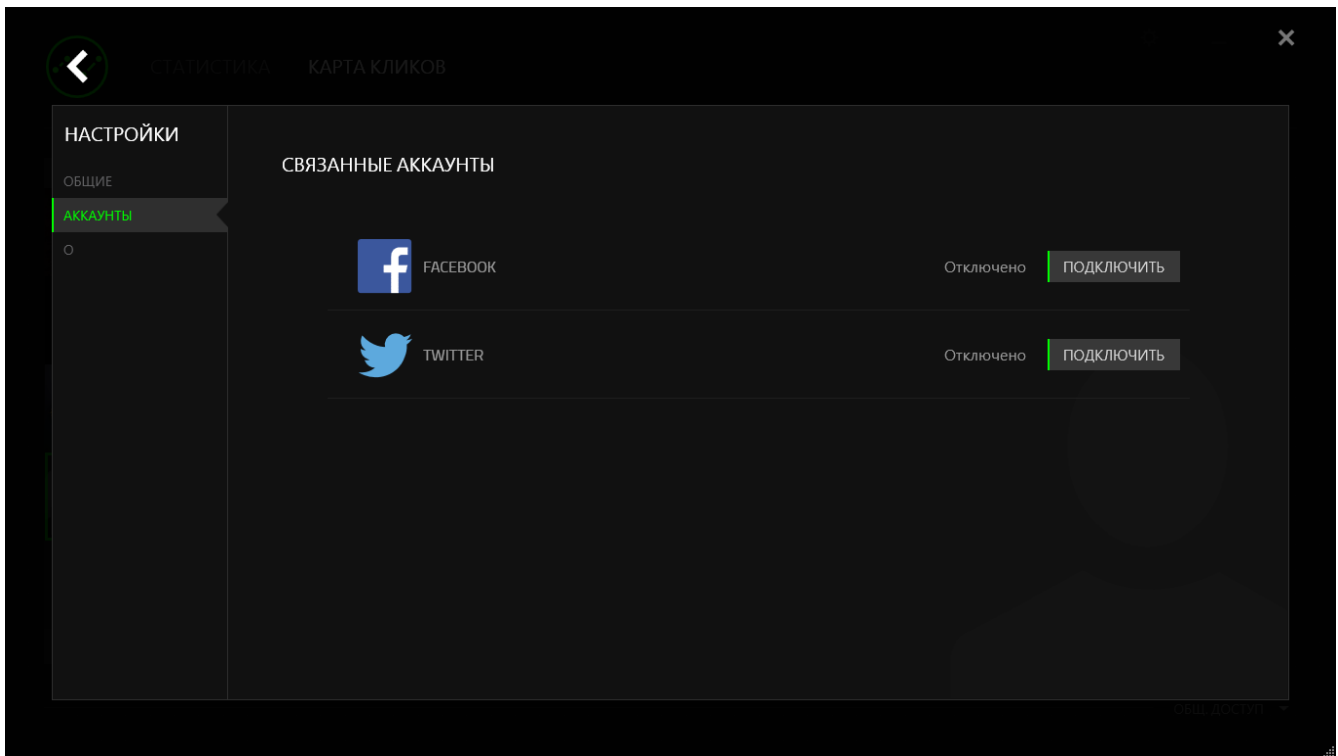 СТАТИСТИКА КАРТА КЛИКОВ
НАСТРОЙКИ
ОБЩИЕ
АККАУНТЫ
О
СВЯЗАННЫЕ АККАУНТЫ
FACEBOOK Отключено ПОДКЛЮЧИТЬ
TWITTER Отключено ПОДКЛЮЧИТЬ
ОБЩ. ДОСТУП